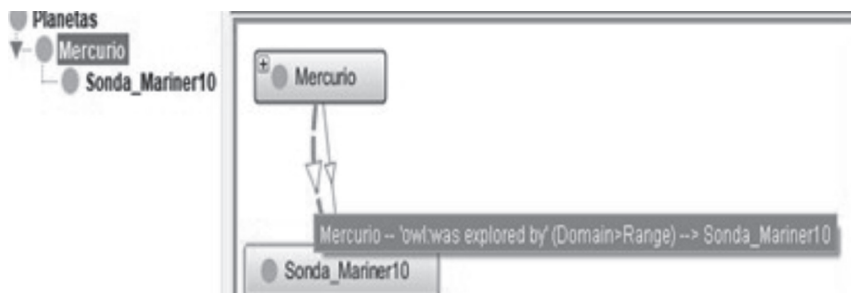 Planetas
Mercurio
Sonda_Mariner10
Mercurio
Mercurio -- 'owl:was explored by' (Domain>Range) --> Sonda_Mariner10
Sonda_Mariner10